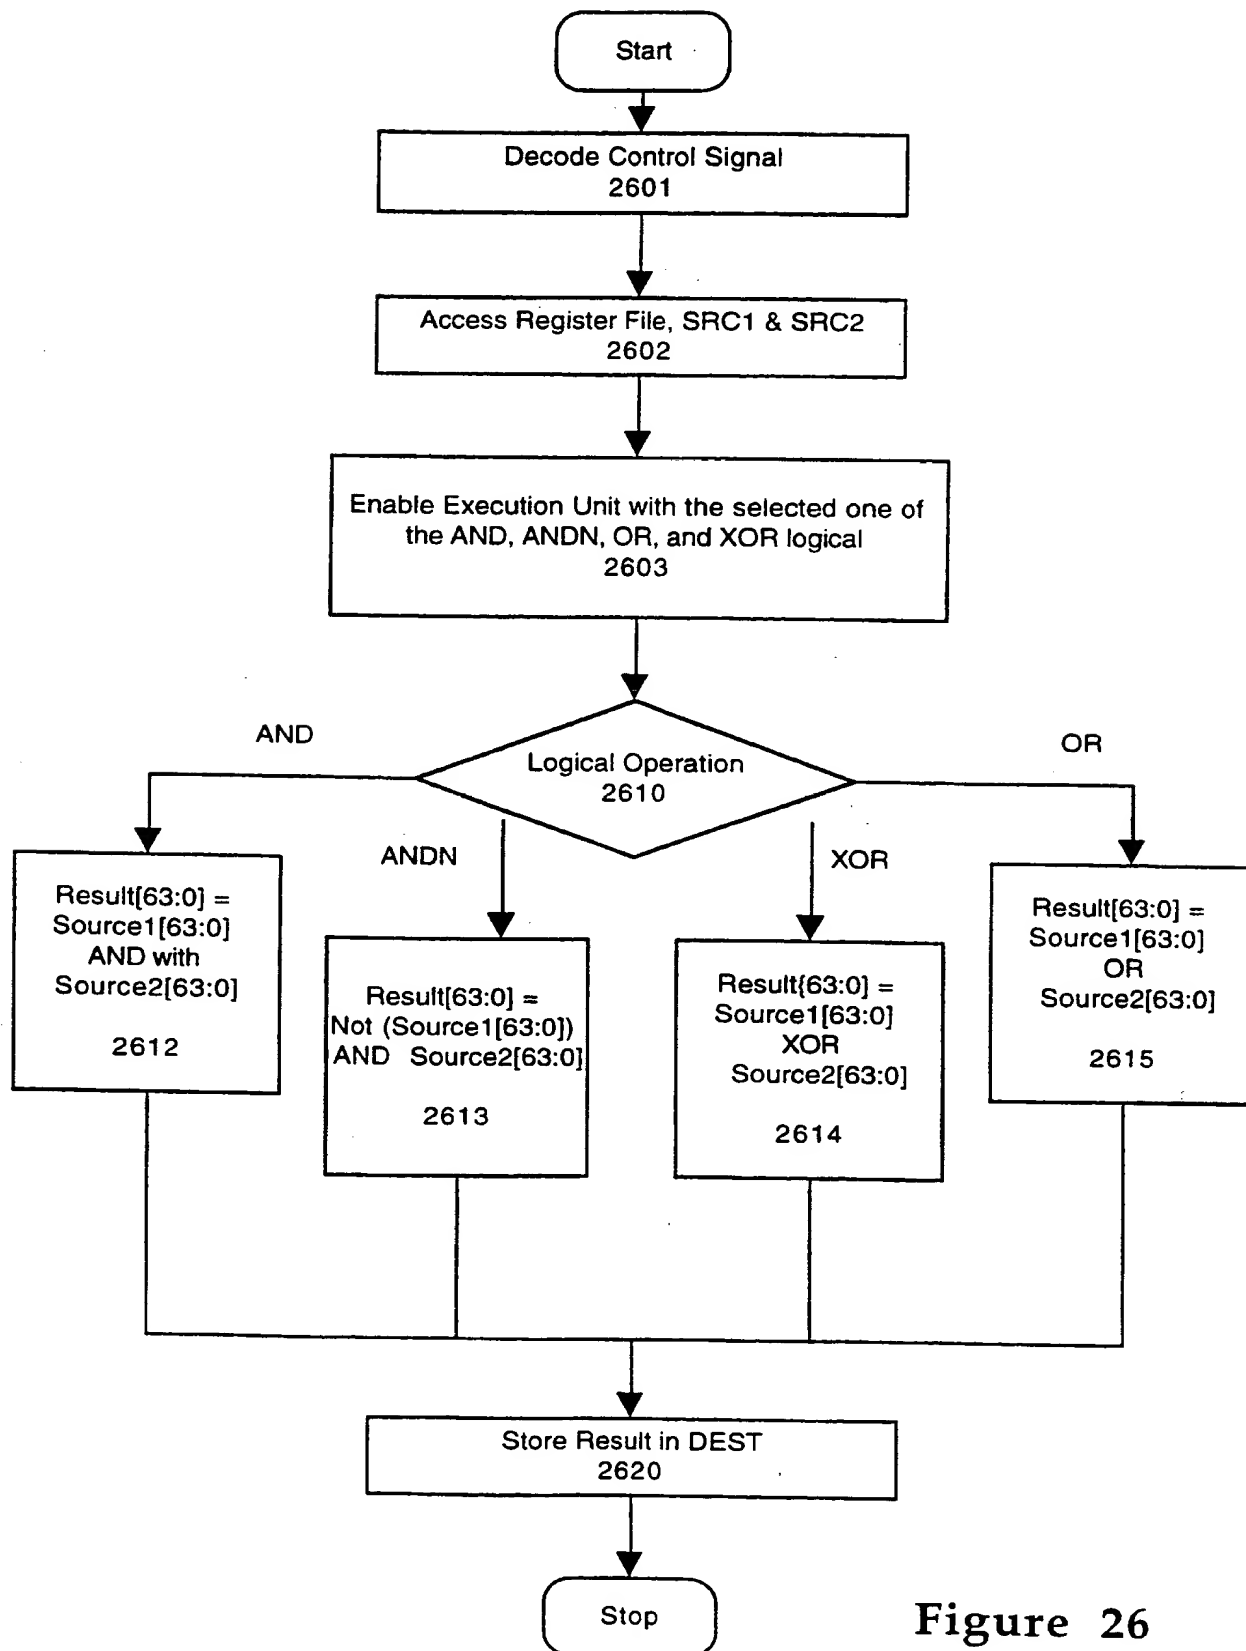 Start
Decode Control Signal
2601
Access Register File, SRC1 & SRC2
2602
Enable Execution Unit with the selected one of
the AND, ANDN, OR, and XOR logical
2603
Logical Operation
2610
AND
ANDN
XOR
OR
Result[63:0] =
Source1[63:0]
AND with
Source2[63:0]
2612
Result[63:0] =
Not (Source1[63:0])
AND Source2[63:0]
2613
Result{63:0] =
Source1[63:0]
XOR
Source2[63:0]
2614
Result[63:0] =
Source1[63:0]
OR
Source2[63:0]
2615
Store Result in DEST
2620
Stop
Figure 26